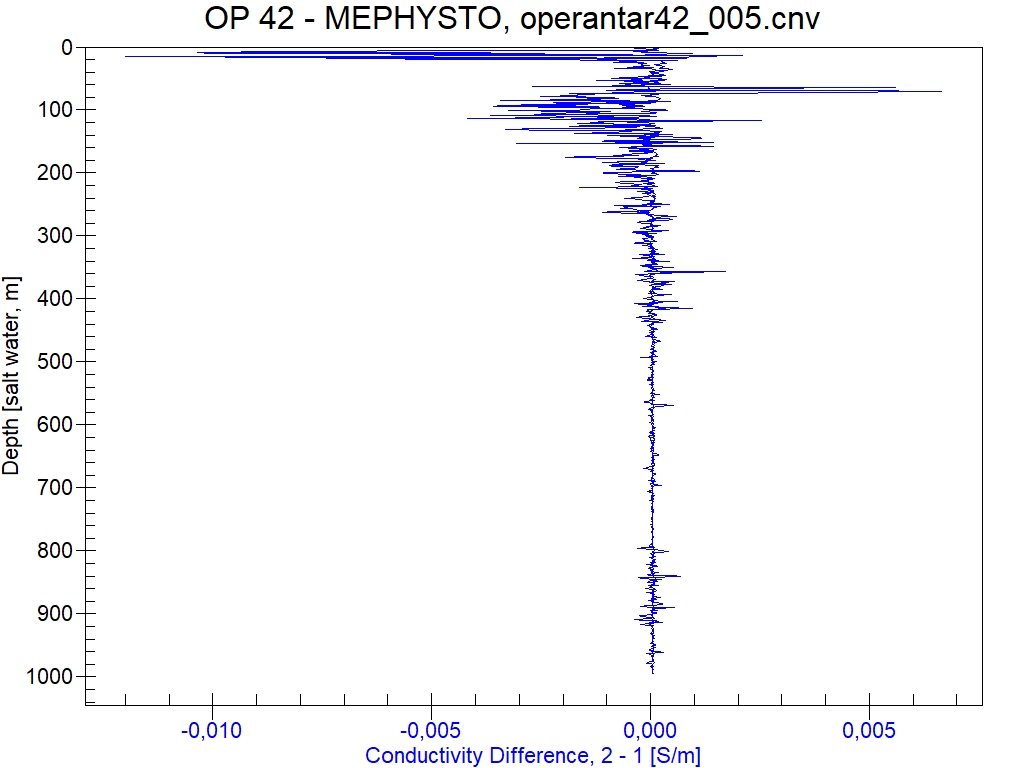 OP 42 - MEPHYSTO, operantar42_005.cnv
0
100
200
300
400
500
600
700
800
900
1000
Depth [salt water, m]
-0,010 -0,005 0,000 0,005
Conductivity Difference, 2 - 1 [S/m]